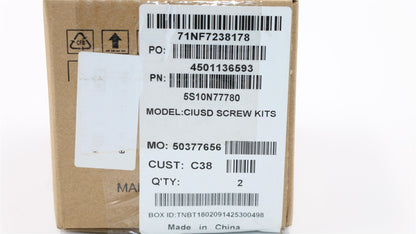 71NF7238178
PO:
4501136593
PN:
5S10N77780
MODEL:CIUSD SCREW KITS
MO: 50377656
CUST: C38
Q'TY: 2
MA
BOX ID:TNBT1802091425300498
Made in China